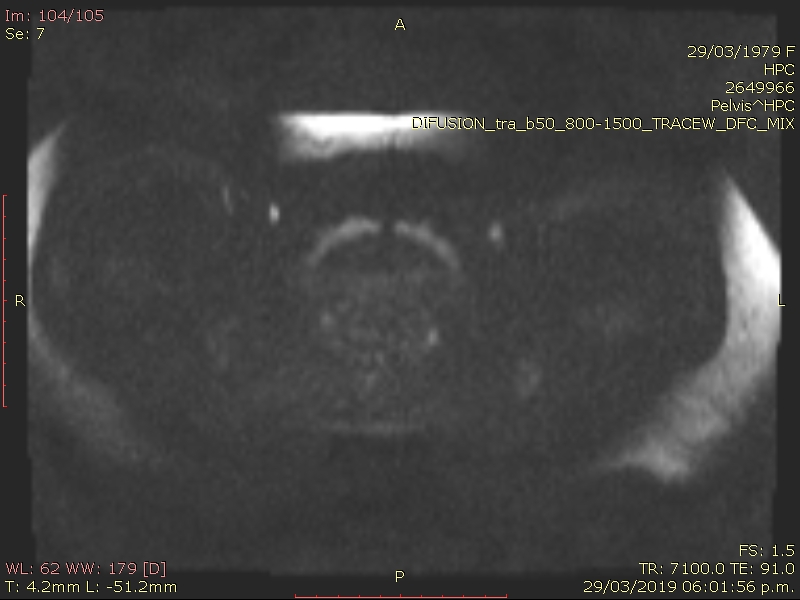 Im: 104/105
Se: 7
A
29/03/1979 F
HPC
2649966
Pelvis^HPC
DIFUSION_tra_b50_800-1500_TRACEW_DFC_MIX
R
L
WL: 62 WW: 179 [D]
T: 4.2mm L: -51.2mm
P
FS: 1.5
TR: 7100.0 TE: 91.0
29/03/2019 06:01:56 p.m.